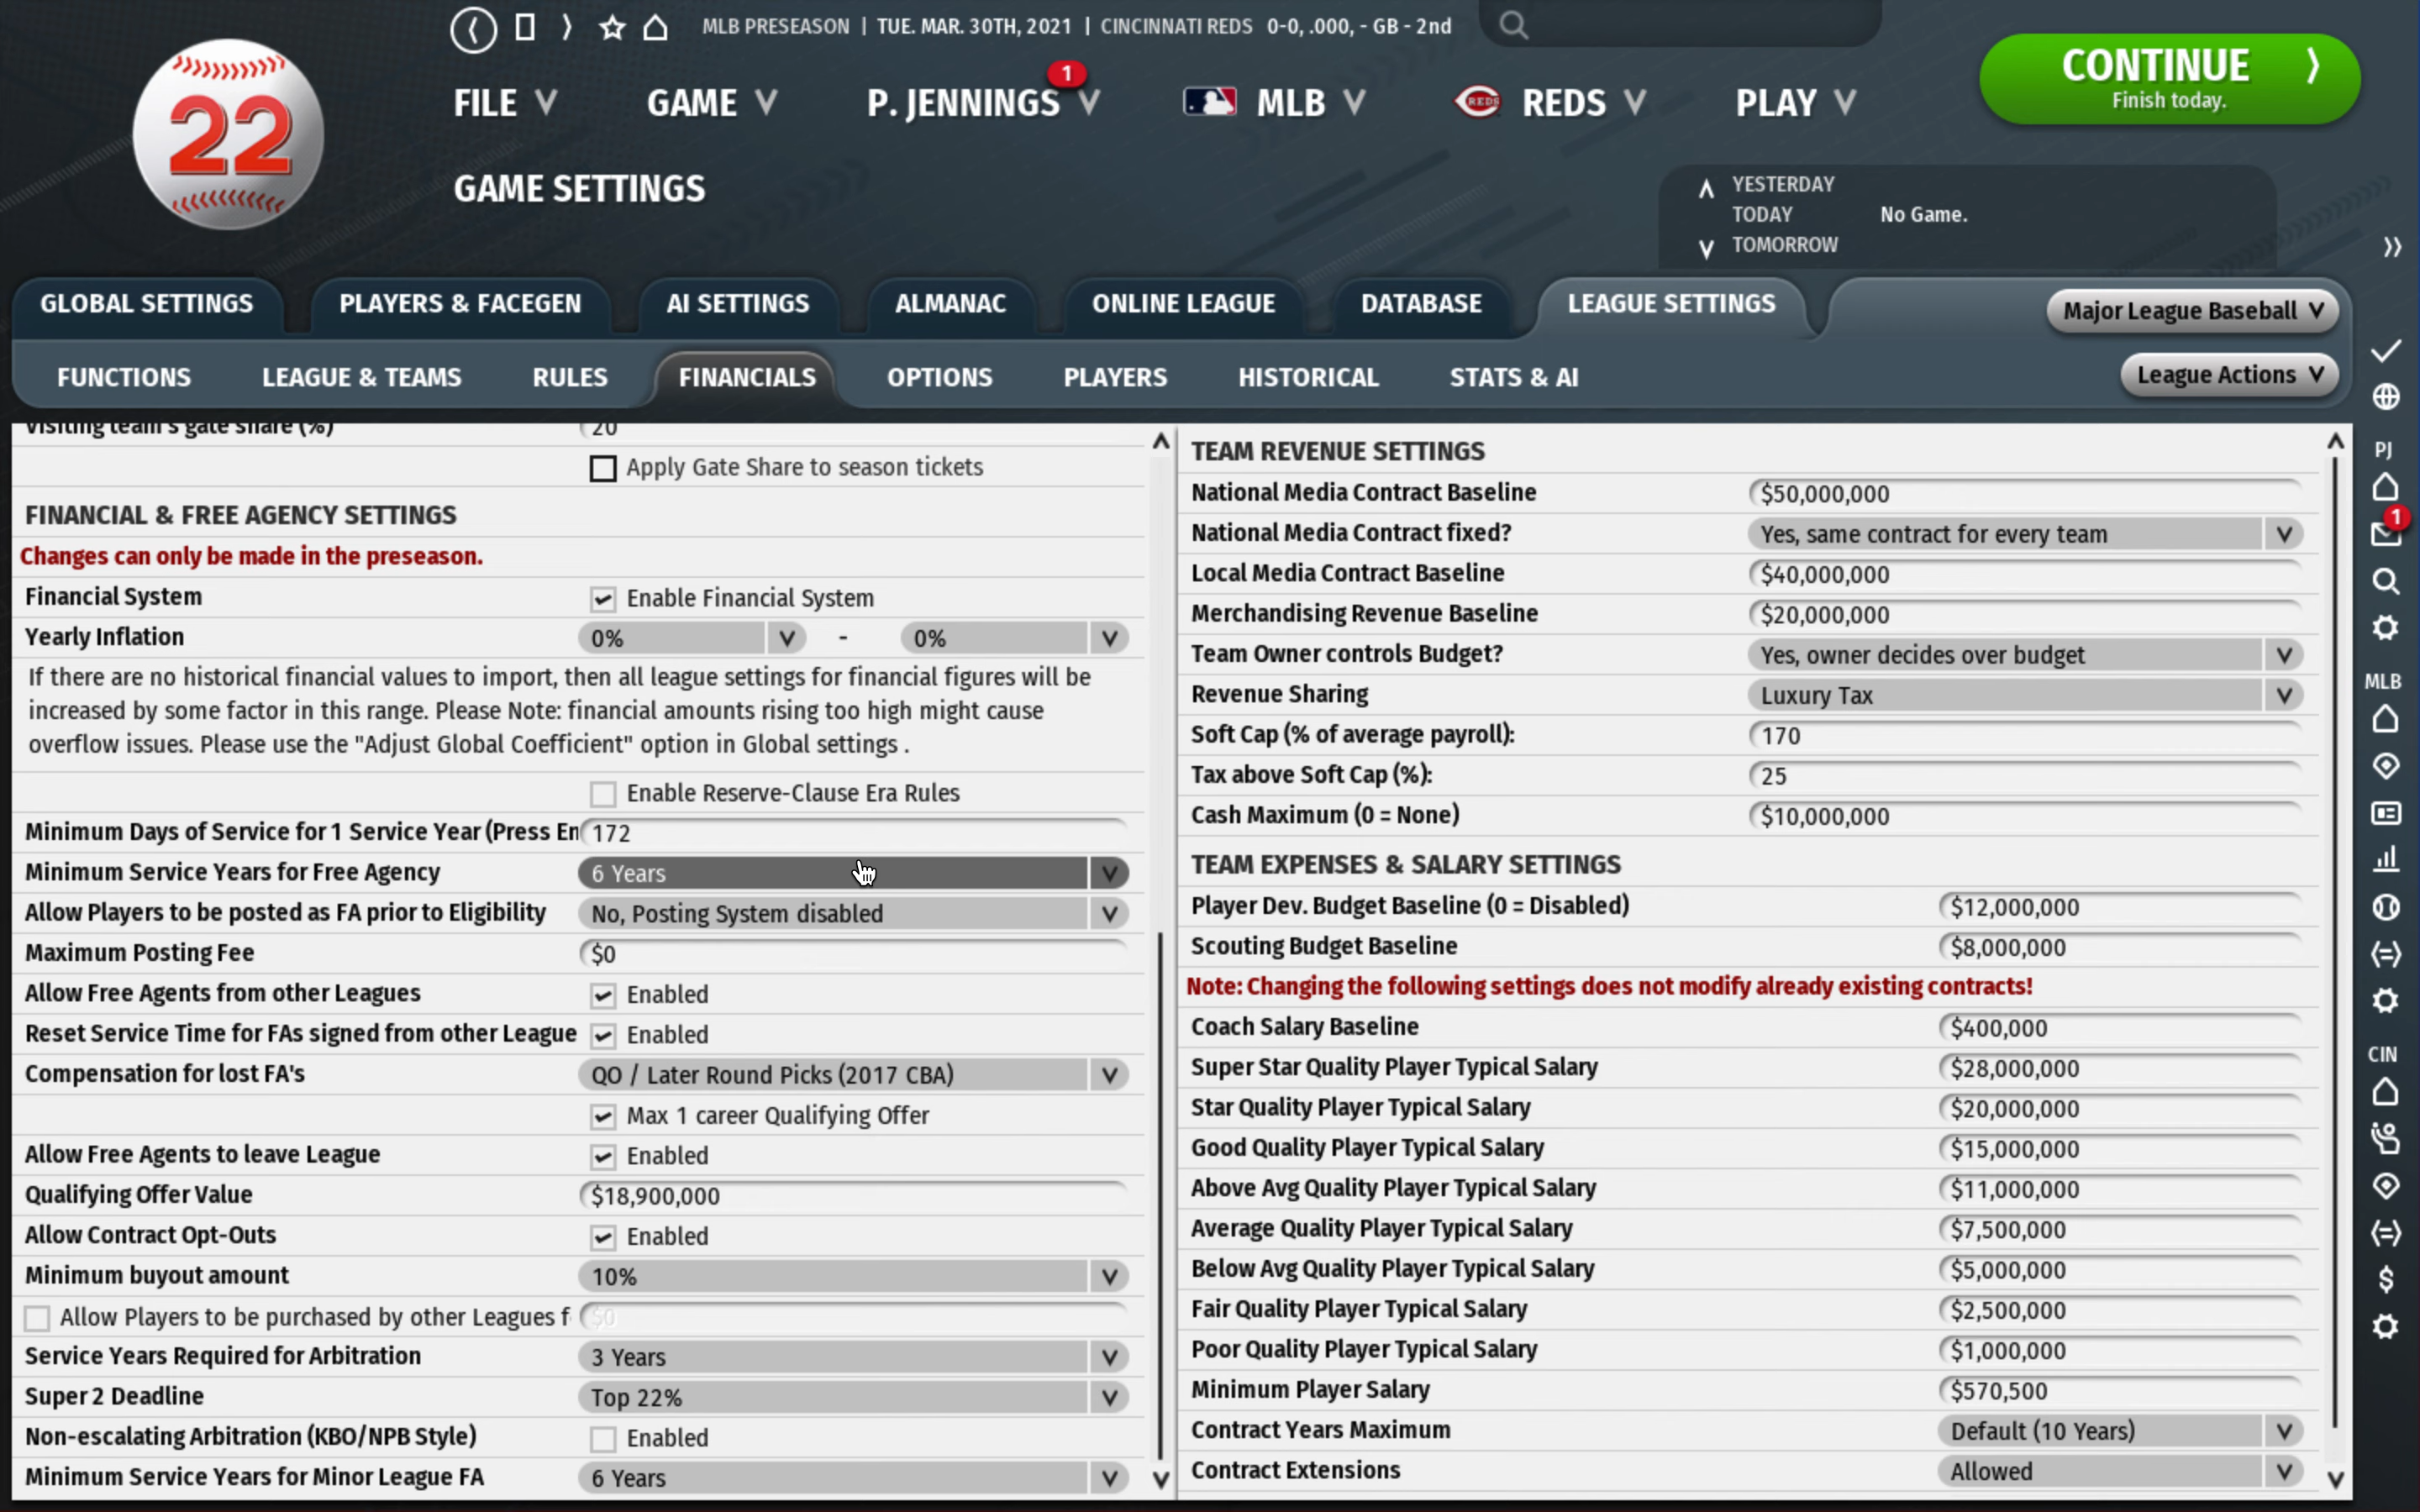 MLB PRESEASON | TUE. MAR. 30TH, 2021 | CINCINNATI REDS 0-0, .000, - GB - 2nd
22
FILE
GAME
P. JENNINGS
1
MLB
REDS
REDS
PLAY
CONTINUE
Finish today.
GAME SETTINGS
YESTERDAY
TODAY No Game.
TOMORROW
GLOBAL SETTINGS
PLAYERS & FACEGEN
AI SETTINGS
ALMANAC
ONLINE LEAGUE
DATABASE
LEAGUE SETTINGS
Major League Baseball
FUNCTIONS
LEAGUE & TEAMS
RULES
FINANCIALS
OPTIONS
PLAYERS
HISTORICAL
STATS & AI
League Actions
Visiting team's gate share (%) 20
Apply Gate Share to season tickets
FINANCIAL & FREE AGENCY SETTINGS
Changes can only be made in the preseason.
Financial System Enable Financial System
Yearly Inflation 0% - 0%
If there are no historical financial values to import, then all league settings for financial figures will be
increased by some factor in this range. Please Note: financial amounts rising too high might cause
overflow issues. Please use the "Adjust Global Coefficient" option in Global settings .
Enable Reserve-Clause Era Rules
Minimum Days of Service for 1 Service Year (Press En 172
Minimum Service Years for Free Agency 6 Years
Allow Players to be posted as FA prior to Eligibility No, Posting System disabled
Maximum Posting Fee $0
Allow Free Agents from other Leagues Enabled
Reset Service Time for FAs signed from other League Enabled
Compensation for lost FA's QO / Later Round Picks (2017 CBA)
Max 1 career Qualifying Offer
Allow Free Agents to leave League Enabled
Qualifying Offer Value $18,900,000
Allow Contract Opt-Outs Enabled
Minimum buyout amount 10%
Allow Players to be purchased by other Leagues f $0
Service Years Required for Arbitration 3 Years
Super 2 Deadline Top 22%
Non-escalating Arbitration (KBO/NPB Style) Enabled
Minimum Service Years for Minor League FA 6 Years
TEAM REVENUE SETTINGS
National Media Contract Baseline $50,000,000
National Media Contract fixed? Yes, same contract for every team
Local Media Contract Baseline $40,000,000
Merchandising Revenue Baseline $20,000,000
Team Owner controls Budget? Yes, owner decides over budget
Revenue Sharing Luxury Tax
Soft Cap (% of average payroll): 170
Tax above Soft Cap (%): 25
Cash Maximum (0 = None) $10,000,000
TEAM EXPENSES & SALARY SETTINGS
Player Dev. Budget Baseline (0 = Disabled) $12,000,000
Scouting Budget Baseline $8,000,000
Note: Changing the following settings does not modify already existing contracts!
Coach Salary Baseline $400,000
Super Star Quality Player Typical Salary $28,000,000
Star Quality Player Typical Salary $20,000,000
Good Quality Player Typical Salary $15,000,000
Above Avg Quality Player Typical Salary $11,000,000
Average Quality Player Typical Salary $7,500,000
Below Avg Quality Player Typical Salary $5,000,000
Fair Quality Player Typical Salary $2,500,000
Poor Quality Player Typical Salary $1,000,000
Minimum Player Salary $570,500
Contract Years Maximum Default (10 Years)
Contract Extensions Allowed
PJ
1
MLB
CIN
$